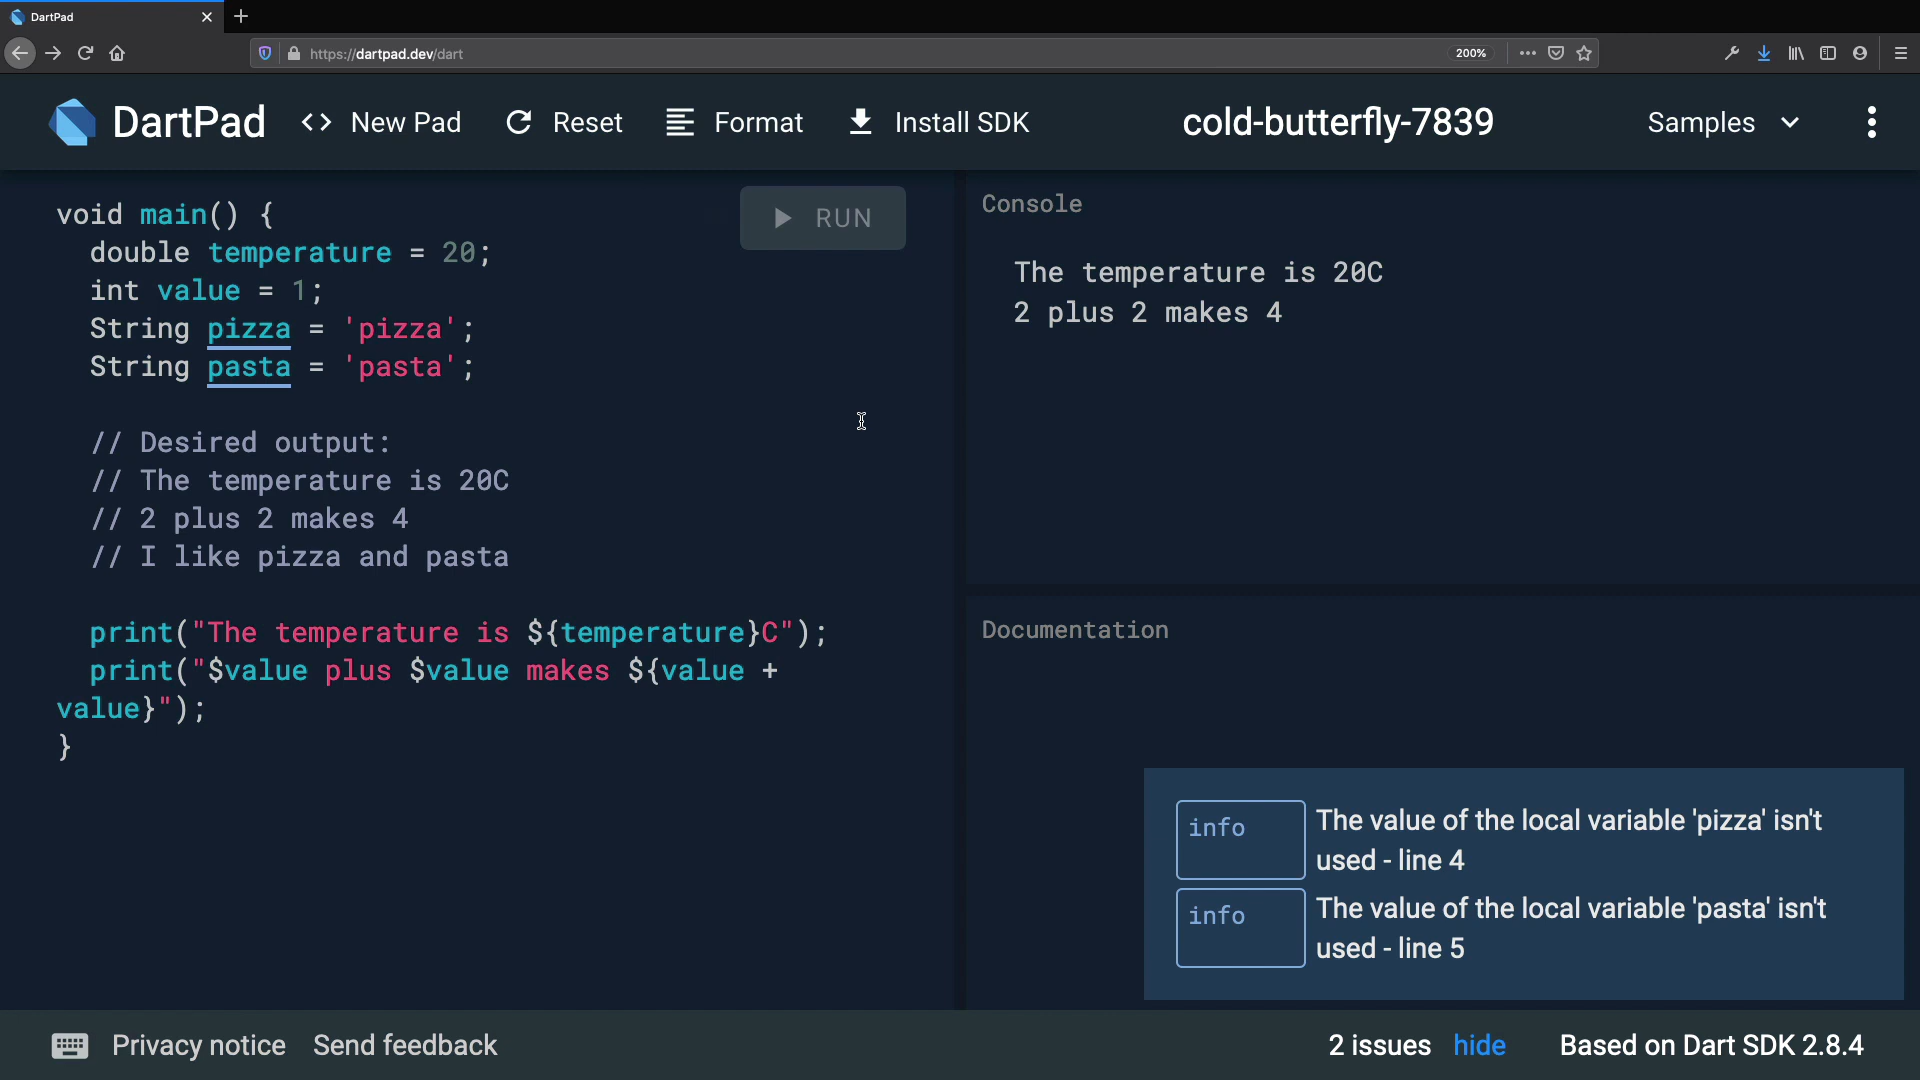 DartPad
https://dartpad.dev/dart
200%
DartPad
<> New Pad
Reset
Format
Install SDK
cold-butterfly-7839
Samples
void main() {
  double temperature = 20;
  int value = 1;
  String pizza = 'pizza';
  String pasta = 'pasta';
  // Desired output:
  // The temperature is 20C
  // 2 plus 2 makes 4
  // I like pizza and pasta
  print("The temperature is ${temperature}C");
  print("$value plus $value makes ${value +
value}");
}
RUN
Console
The temperature is 20C
2 plus 2 makes 4
Documentation
info The value of the local variable 'pizza' isn't
used - line 4
info The value of the local variable 'pasta' isn't
used - line 5
Privacy notice
Send feedback
2 issues hide
Based on Dart SDK 2.8.4